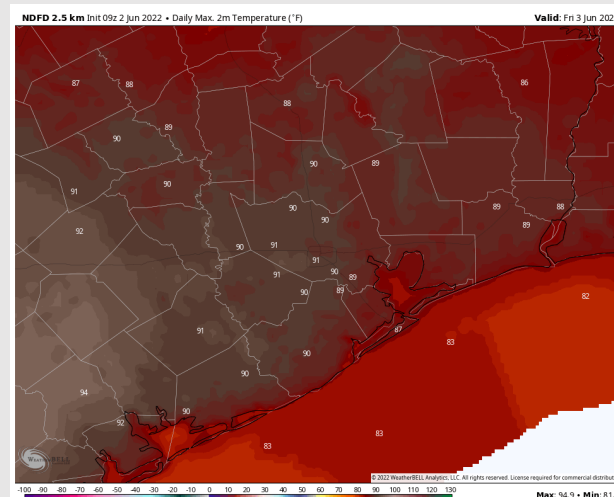 NDFD 2.5 km Init 09z 2 Jun 2022 • Daily Max. 2m Temperature (°F) Valid: Fri 3 Jun 202
87 88 86
88
90 89
90 89
91 90
90 89 88
92 90 89
90 91
91 91 90 89
90 89 82
91 87
83
90
90
94
92 90
83 83
WeatherBELL
© 2022 WeatherBELL Analytics, LLC. All rights reserved. License required for commercial distribut
-100 -90 -80 -70 -60 -50 -40 -30 -20 -10 0 10 20 30 40 50 60 70 80 90 100 110 120 130
Max: 94.9 • Min: 81